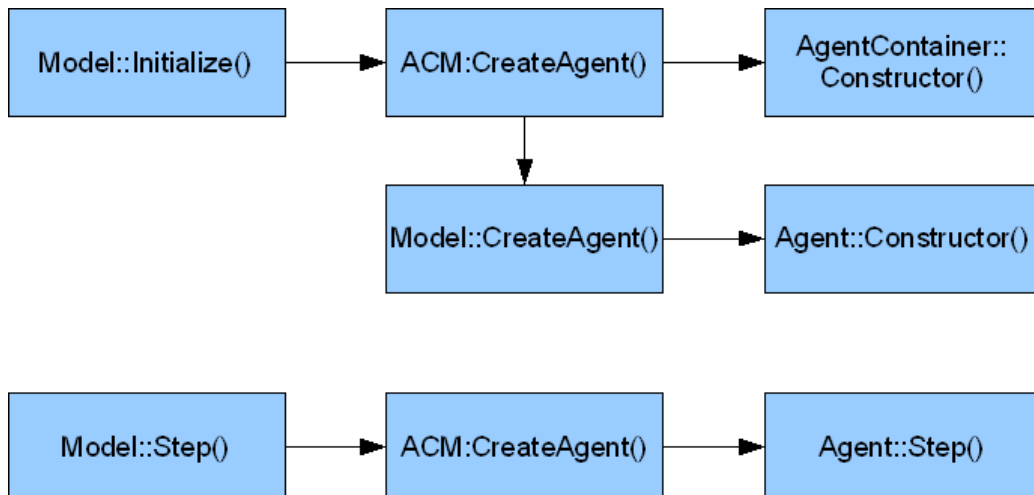 Model::Initialize()
ACM:CreateAgent()
AgentContainer::
Constructor()
Model::CreateAgent()
Agent::Constructor()
Model::Step()
ACM:CreateAgent()
Agent::Step()